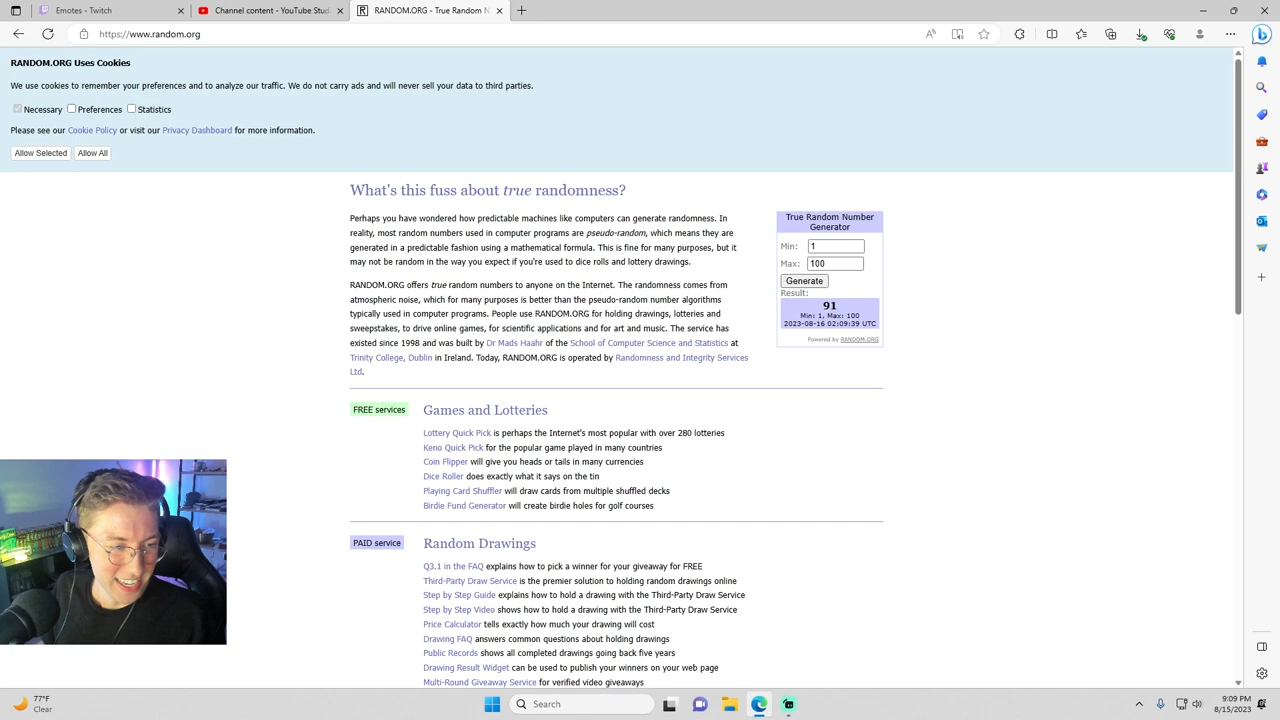 Emotes - Twitch
Channel content - YouTube Studi
RANDOM.ORG - True Random N
https://www.random.org
RANDOM.ORG Uses Cookies
We use cookies to remember your preferences and to analyze our traffic. We do not carry ads and will never sell your data to third parties.
Necessary Preferences Statistics
Please see our Cookie Policy or visit our Privacy Dashboard for more information.
Allow Selected Allow All
What's this fuss about true randomness?
Perhaps you have wondered how predictable machines like computers can generate randomness. In
reality, most random numbers used in computer programs are pseudo-random, which means they are
generated in a predictable fashion using a mathematical formula. This is fine for many purposes, but it
may not be random in the way you expect if you're used to dice rolls and lottery drawings.
RANDOM.ORG offers true random numbers to anyone on the Internet. The randomness comes from
atmospheric noise, which for many purposes is better than the pseudo-random number algorithms
typically used in computer programs. People use RANDOM.ORG for holding drawings, lotteries and
sweepstakes, to drive online games, for scientific applications and for art and music. The service has
existed since 1998 and was built by Dr Mads Haahr of the School of Computer Science and Statistics at
Trinity College, Dublin in Ireland. Today, RANDOM.ORG is operated by Randomness and Integrity Services
Ltd.
True Random Number
Generator
Min: 1
Max: 100
Generate
Result:
91
Min: 1, Max: 100
2023-08-16 02:09:39 UTC
Powered by RANDOM.ORG
FREE services
Games and Lotteries
Lottery Quick Pick is perhaps the Internet's most popular with over 280 lotteries
Keno Quick Pick for the popular game played in many countries
Coin Flipper will give you heads or tails in many currencies
Dice Roller does exactly what it says on the tin
Playing Card Shuffler will draw cards from multiple shuffled decks
Birdie Fund Generator will create birdie holes for golf courses
PAID service
Random Drawings
Q3.1 in the FAQ explains how to pick a winner for your giveaway for FREE
Third-Party Draw Service is the premier solution to holding random drawings online
Step by Step Guide explains how to hold a drawing with the Third-Party Draw Service
Step by Step Video shows how to hold a drawing with the Third-Party Draw Service
Price Calculator tells exactly how much your drawing will cost
Drawing FAQ answers common questions about holding drawings
Public Records shows all completed drawings going back five years
Drawing Result Widget can be used to publish your winners on your web page
Multi-Round Giveaway Service for verified video giveaways
77°F
Clear
Search
9:09 PM
8/15/2023